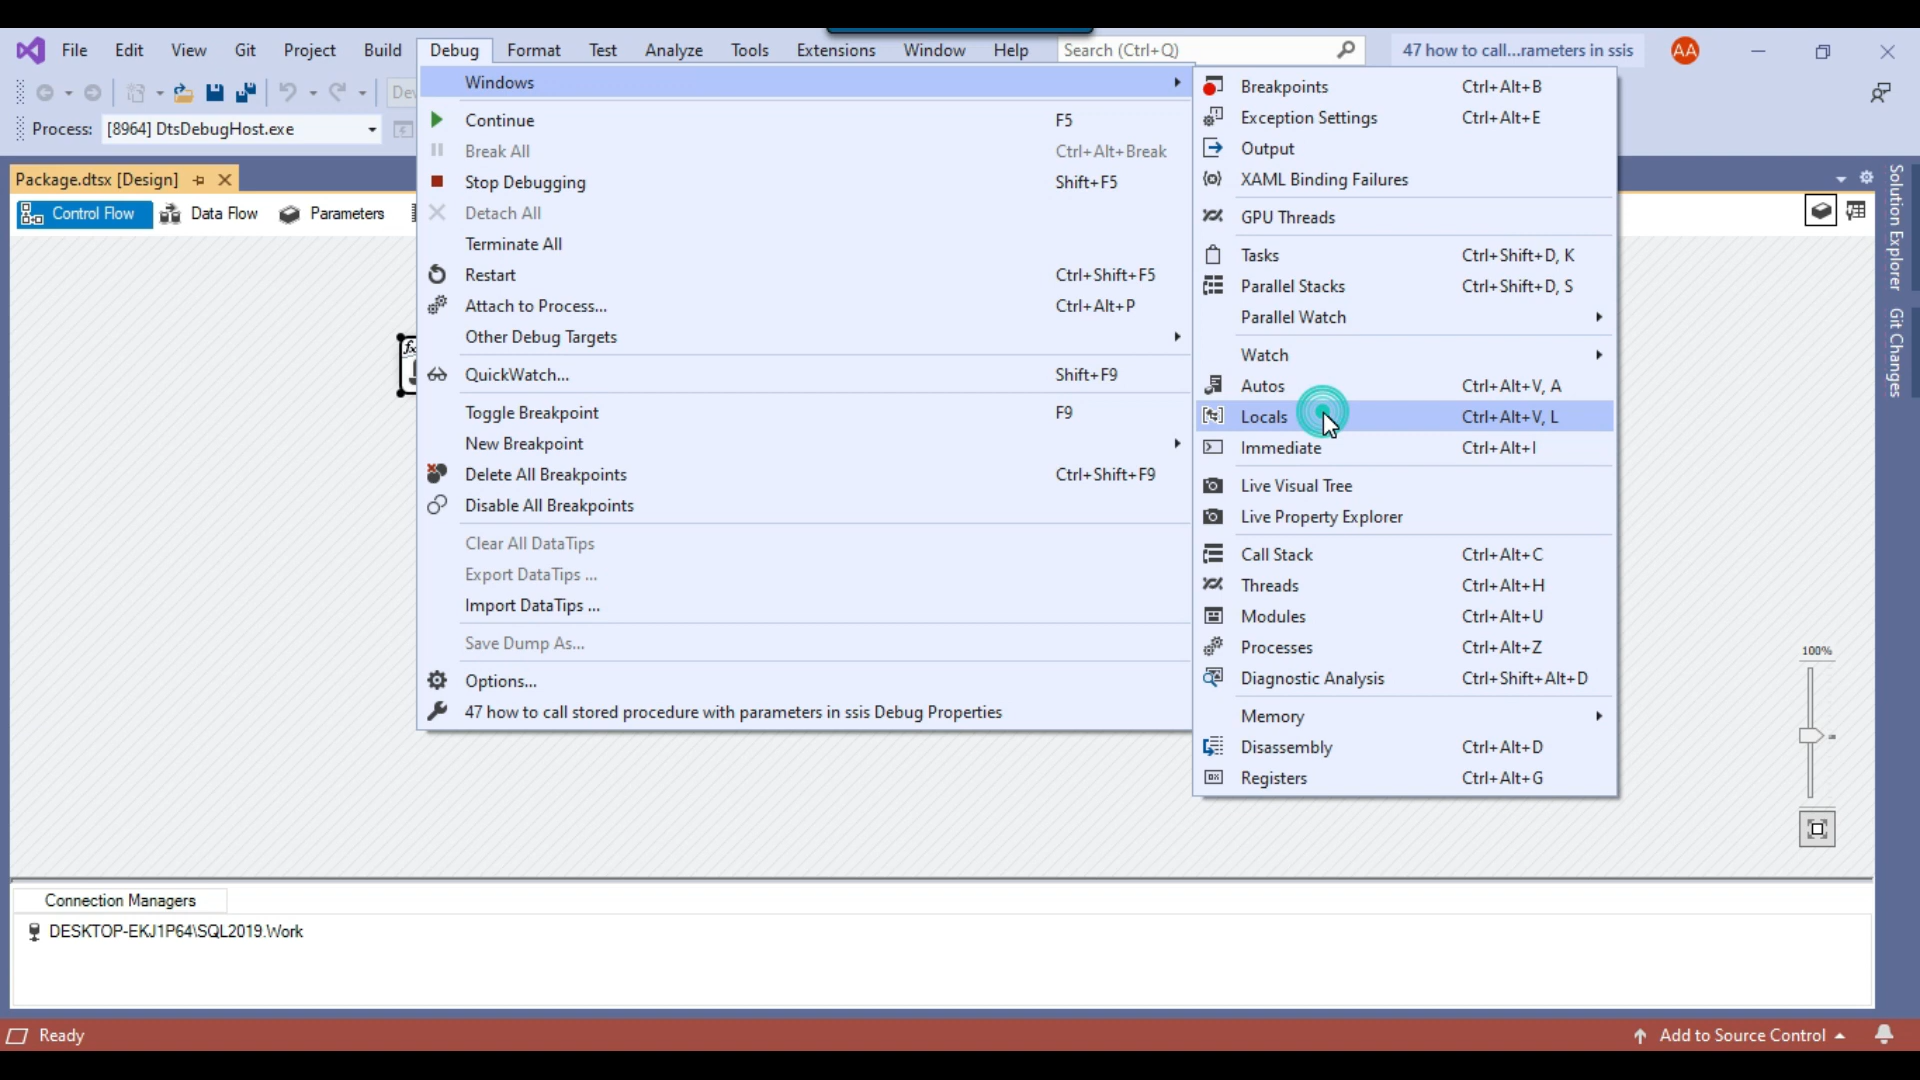 File Edit View Git Project Build Debug Format Test Analyze Tools Extensions Window Help Search (Ctrl+Q) 47 how to call...rameters in ssis AA
Dev
Process: [8964] DtsDebugHost.exe
Package.dtsx [Design]
Control Flow Data Flow Parameters
Windows
Continue F5
Break All Ctrl+Alt+Break
Stop Debugging Shift+F5
Detach All
Terminate All
Restart Ctrl+Shift+F5
Attach to Process... Ctrl+Alt+P
Other Debug Targets
QuickWatch... Shift+F9
Toggle Breakpoint F9
New Breakpoint
Delete All Breakpoints Ctrl+Shift+F9
Disable All Breakpoints
Clear All DataTips
Export DataTips ...
Import DataTips ...
Save Dump As...
Options...
47 how to call stored procedure with parameters in ssis Debug Properties
Breakpoints Ctrl+Alt+B
Exception Settings Ctrl+Alt+E
Output
XAML Binding Failures
GPU Threads
Tasks Ctrl+Shift+D, K
Parallel Stacks Ctrl+Shift+D, S
Parallel Watch
Watch
Autos Ctrl+Alt+V, A
Locals Ctrl+Alt+V, L
Immediate Ctrl+Alt+I
Live Visual Tree
Live Property Explorer
Call Stack Ctrl+Alt+C
Threads Ctrl+Alt+H
Modules Ctrl+Alt+U
Processes Ctrl+Alt+Z
Diagnostic Analysis Ctrl+Shift+Alt+D
Memory
Disassembly Ctrl+Alt+D
Registers Ctrl+Alt+G
Solution Explorer
Git Changes
fx
100%
Connection Managers
DESKTOP-EKJ1P64\SQL2019.Work
Ready
Add to Source Control